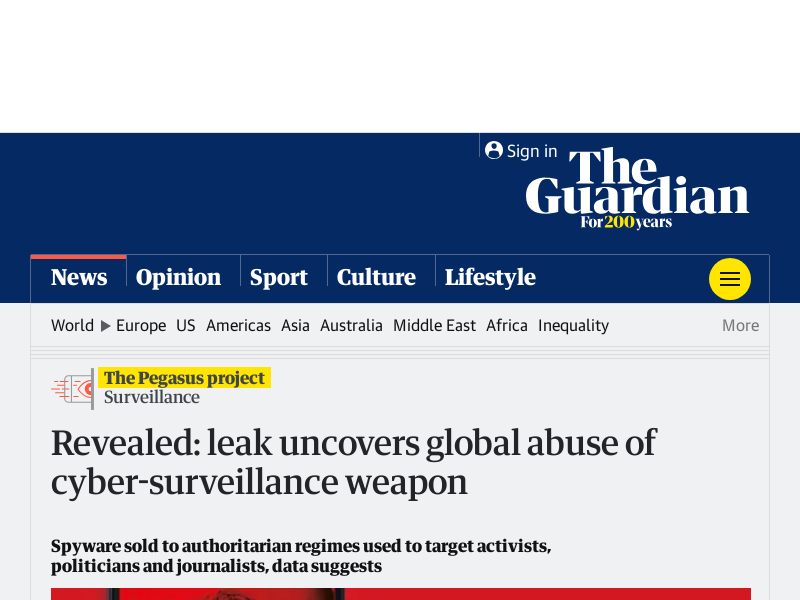 Sign in
The
Guardian
For 200 years
News Opinion Sport Culture Lifestyle
World Europe US Americas Asia Australia Middle East Africa Inequality More
The Pegasus project
Surveillance
Revealed: leak uncovers global abuse of
cyber-surveillance weapon
Spyware sold to authoritarian regimes used to target activists,
politicians and journalists, data suggests